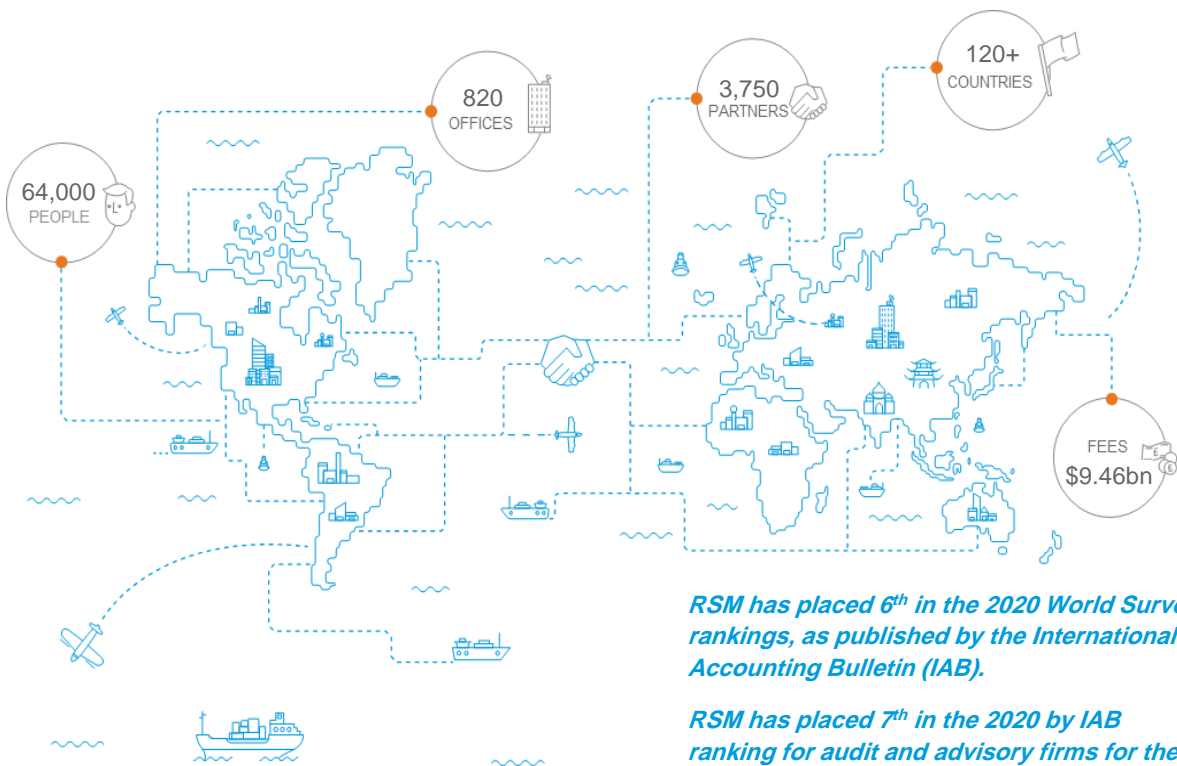 120+
COUNTRIES
820
OFFICES
3,750
PARTNERS
64,000
PEOPLE
FEES
$9.46bn
RSM has placed 6th in the 2020 World Surve
rankings, as published by the International
Accounting Bulletin (IAB).
RSM has placed 7th in the 2020 by IAB
ranking for audit and advisory firms for the